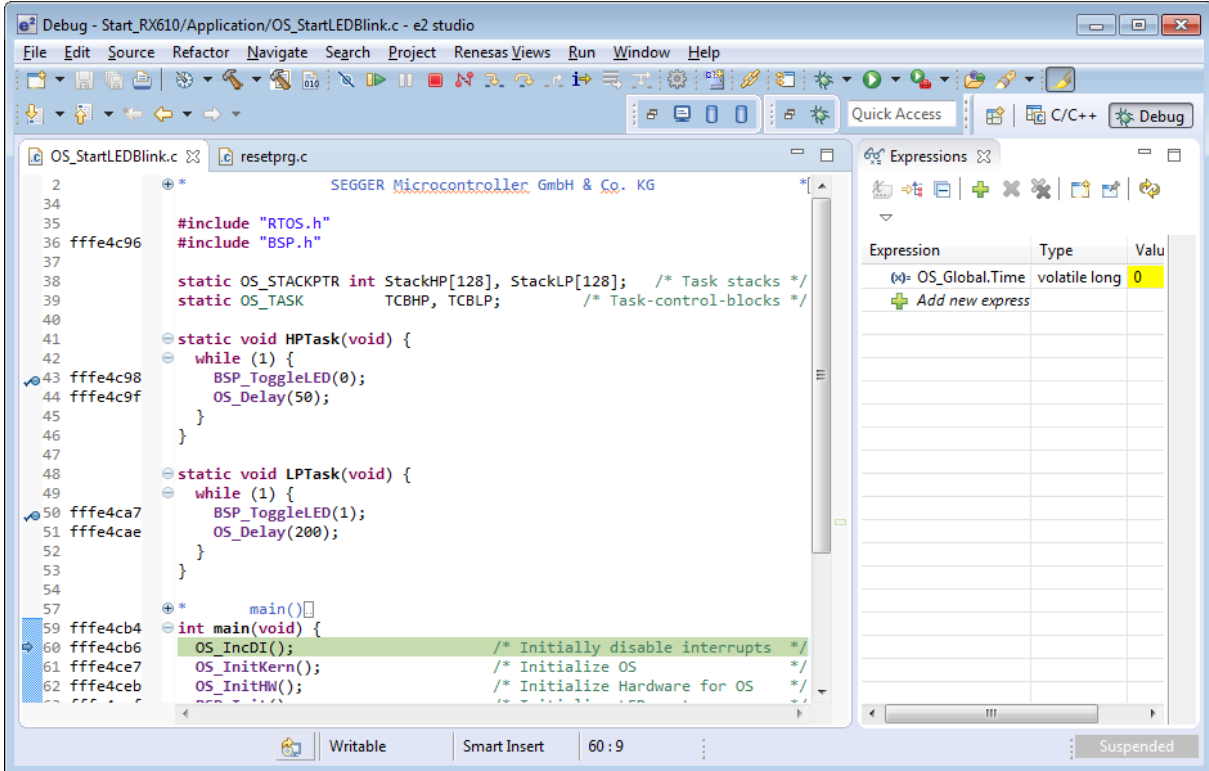 Debug - Start_RX610/Application/OS_StartLEDBlink.c - e2 studio
File Edit Source Refactor Navigate Search Project Renesas Views Run Window Help
Quick Access C/C++ Debug
OS_StartLEDBlink.c resetprg.c
2 * SEGGER Microcontroller GmbH & Co. KG *[
34
35 #include "RTOS.h"
36 fffe4c96 #include "BSP.h"
37
38 static OS_STACKPTR int StackHP[128], StackLP[128]; /* Task stacks */
39 static OS_TASK TCBHP, TCBLP; /* Task-control-blocks */
40
41 static void HPTask(void) {
42 while (1) {
43 fffe4c98 BSP_ToggleLED(0);
44 fffe4c9f OS_Delay(50);
45 }
46 }
47
48 static void LPTask(void) {
49 while (1) {
50 fffe4ca7 BSP_ToggleLED(1);
51 fffe4cae OS_Delay(200);
52 }
53 }
54
57 * main()..
59 fffe4cb4 int main(void) {
60 fffe4cb6 OS_IncDI(); /* Initially disable interrupts */
61 fffe4ce7 OS_InitKern(); /* Initialize OS */
62 fffe4ceb OS_InitHW(); /* Initialize Hardware for OS */
Expressions
Expression Type Valu
(x)= OS_Global.Time volatile long 0
Add new express
Writable Smart Insert 60 : 9 Suspended